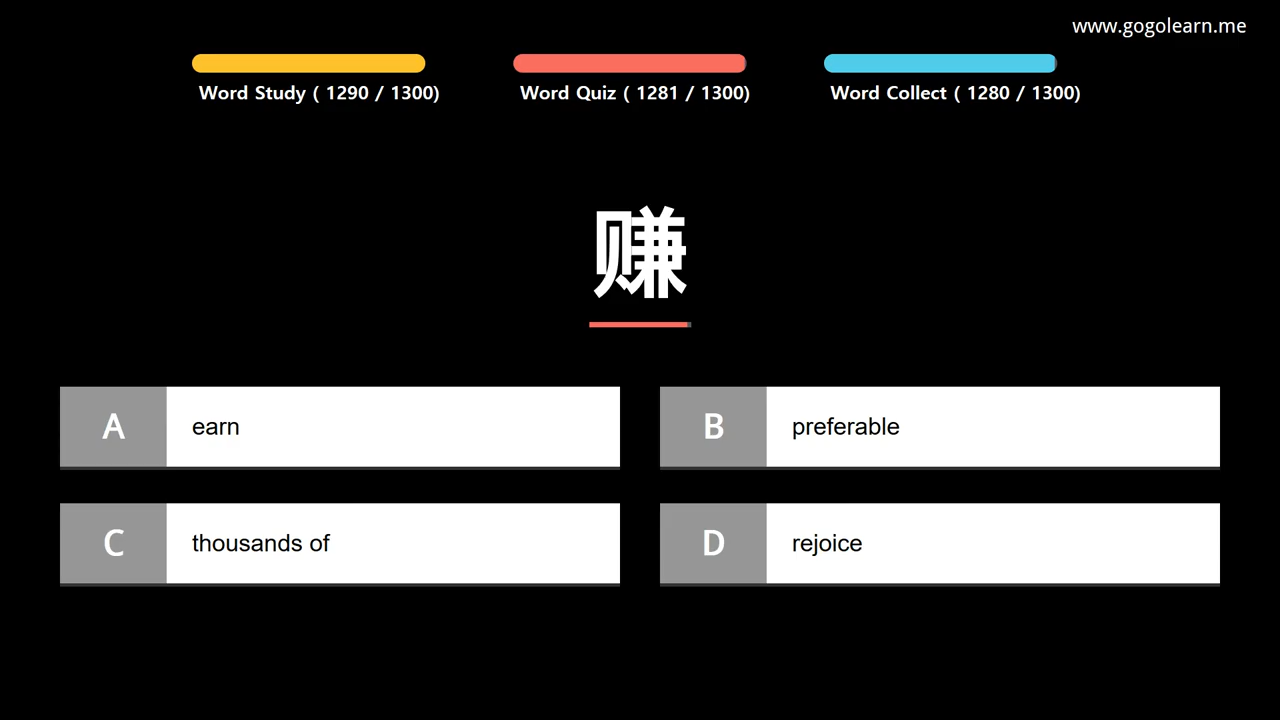 www.gogolearn.me
Word Study ( 1290 / 1300)
Word Quiz ( 1281 / 1300)
Word Collect ( 1280 / 1300)
赚
A earn
B preferable
C thousands of
D rejoice